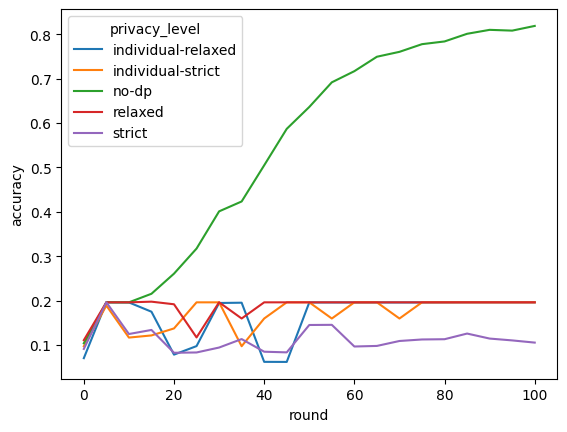 privacy_level
individual-relaxed
individual-strict
no-dp
relaxed
strict
accuracy
0.8
0.7
0.6
0.5
0.4
0.3
0.2
0.1
0 20 40 60 80 100
round